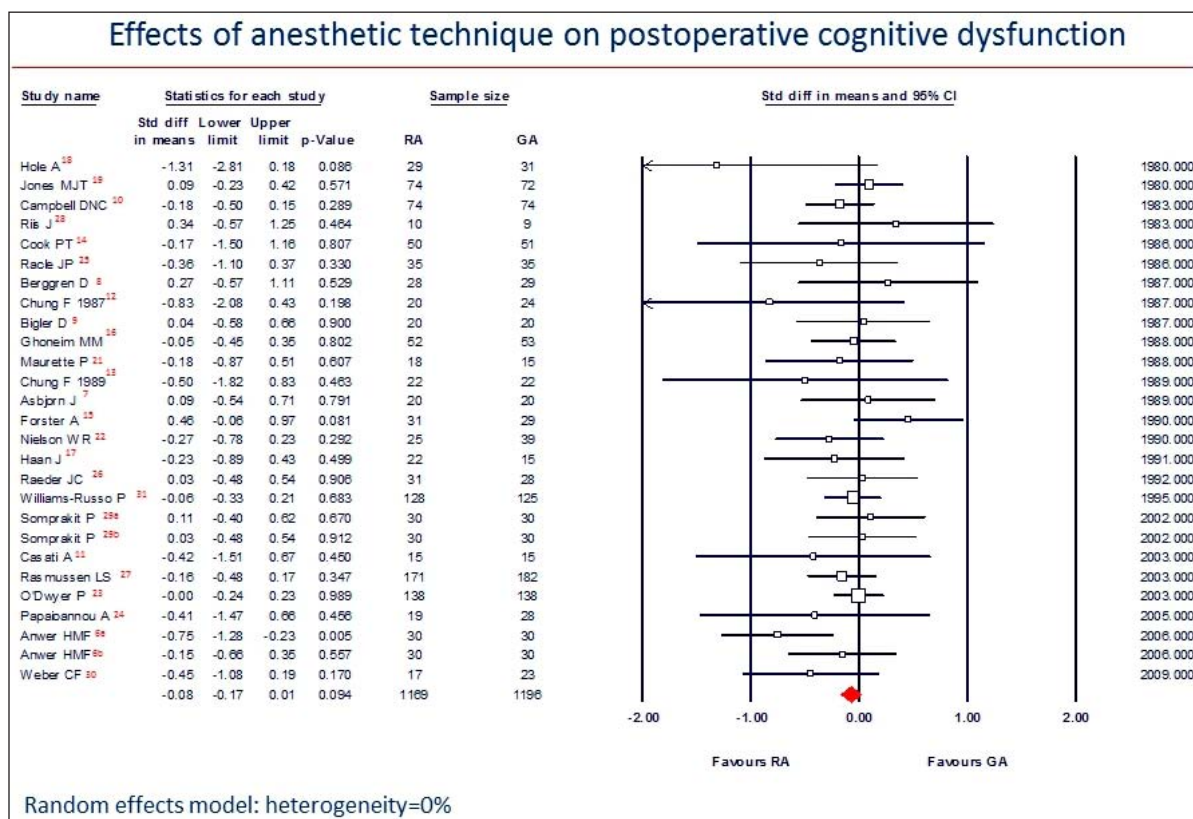 Effects of anesthetic technique on postoperative cognitive dysfunction
Study name Statistics for each study Sample size Std diff in means and 95% CI
Std diff Lower Upper
in means limit limit p-Value RA GA
Hole A 18 -1.31 -2.81 0.18 0.086 29 31 1980.000
Jones MJT 19 0.09 -0.23 0.42 0.571 74 72 1980.000
Campbell DNC 10 -0.18 -0.50 0.15 0.289 74 74 1983.000
Riis J 28 0.34 -0.57 1.25 0.464 10 9 1983.000
Cook PT 14 -0.17 -1.50 1.16 0.807 50 51 1986.000
Racle JP 25 -0.36 -1.10 0.37 0.330 35 35 1986.000
Berggren D 8 0.27 -0.57 1.11 0.529 28 29 1987.000
Chung F 1987 12 -0.83 -2.08 0.43 0.198 20 24 1987.000
Bigler D 9 0.04 -0.58 0.66 0.900 20 20 1987.000
Ghoneim MM 16 -0.05 -0.45 0.35 0.802 52 53 1988.000
Maurette P 21 -0.18 -0.87 0.51 0.607 18 15 1988.000
Chung F 1989 13 -0.50 -1.82 0.83 0.463 22 22 1989.000
Asbjorn J 7 0.09 -0.54 0.71 0.791 20 20 1989.000
Forster A 15 0.46 -0.06 0.97 0.081 31 29 1990.000
Nielson WR 22 -0.27 -0.78 0.23 0.292 25 39 1990.000
Haan J 17 -0.23 -0.89 0.43 0.499 22 15 1991.000
Raeder JC 26 0.03 -0.48 0.54 0.906 31 28 1992.000
Williams-Russo P 31 -0.06 -0.33 0.21 0.683 128 125 1995.000
Somprakit P 29a 0.11 -0.40 0.62 0.670 30 30 2002.000
Somprakit P 29b 0.03 -0.48 0.54 0.912 30 30 2002.000
Casati A 11 -0.42 -1.51 0.67 0.450 15 15 2003.000
Rasmussen LS 27 -0.16 -0.48 0.17 0.347 171 182 2003.000
O'Dwyer P 23 -0.00 -0.24 0.23 0.989 138 138 2003.000
Papaioannou A 24 -0.41 -1.47 0.66 0.456 19 28 2005.000
Anwer HMF 6a -0.75 -1.28 -0.23 0.005 30 30 2006.000
Anwer HMF 6b -0.15 -0.66 0.35 0.557 30 30 2006.000
Weber CF 30 -0.45 -1.08 0.19 0.170 17 23 2009.000
-0.08 -0.17 0.01 0.094 1169 1196
-2.00 -1.00 0.00 1.00 2.00
Favours RA Favours GA
Random effects model: heterogeneity=0%